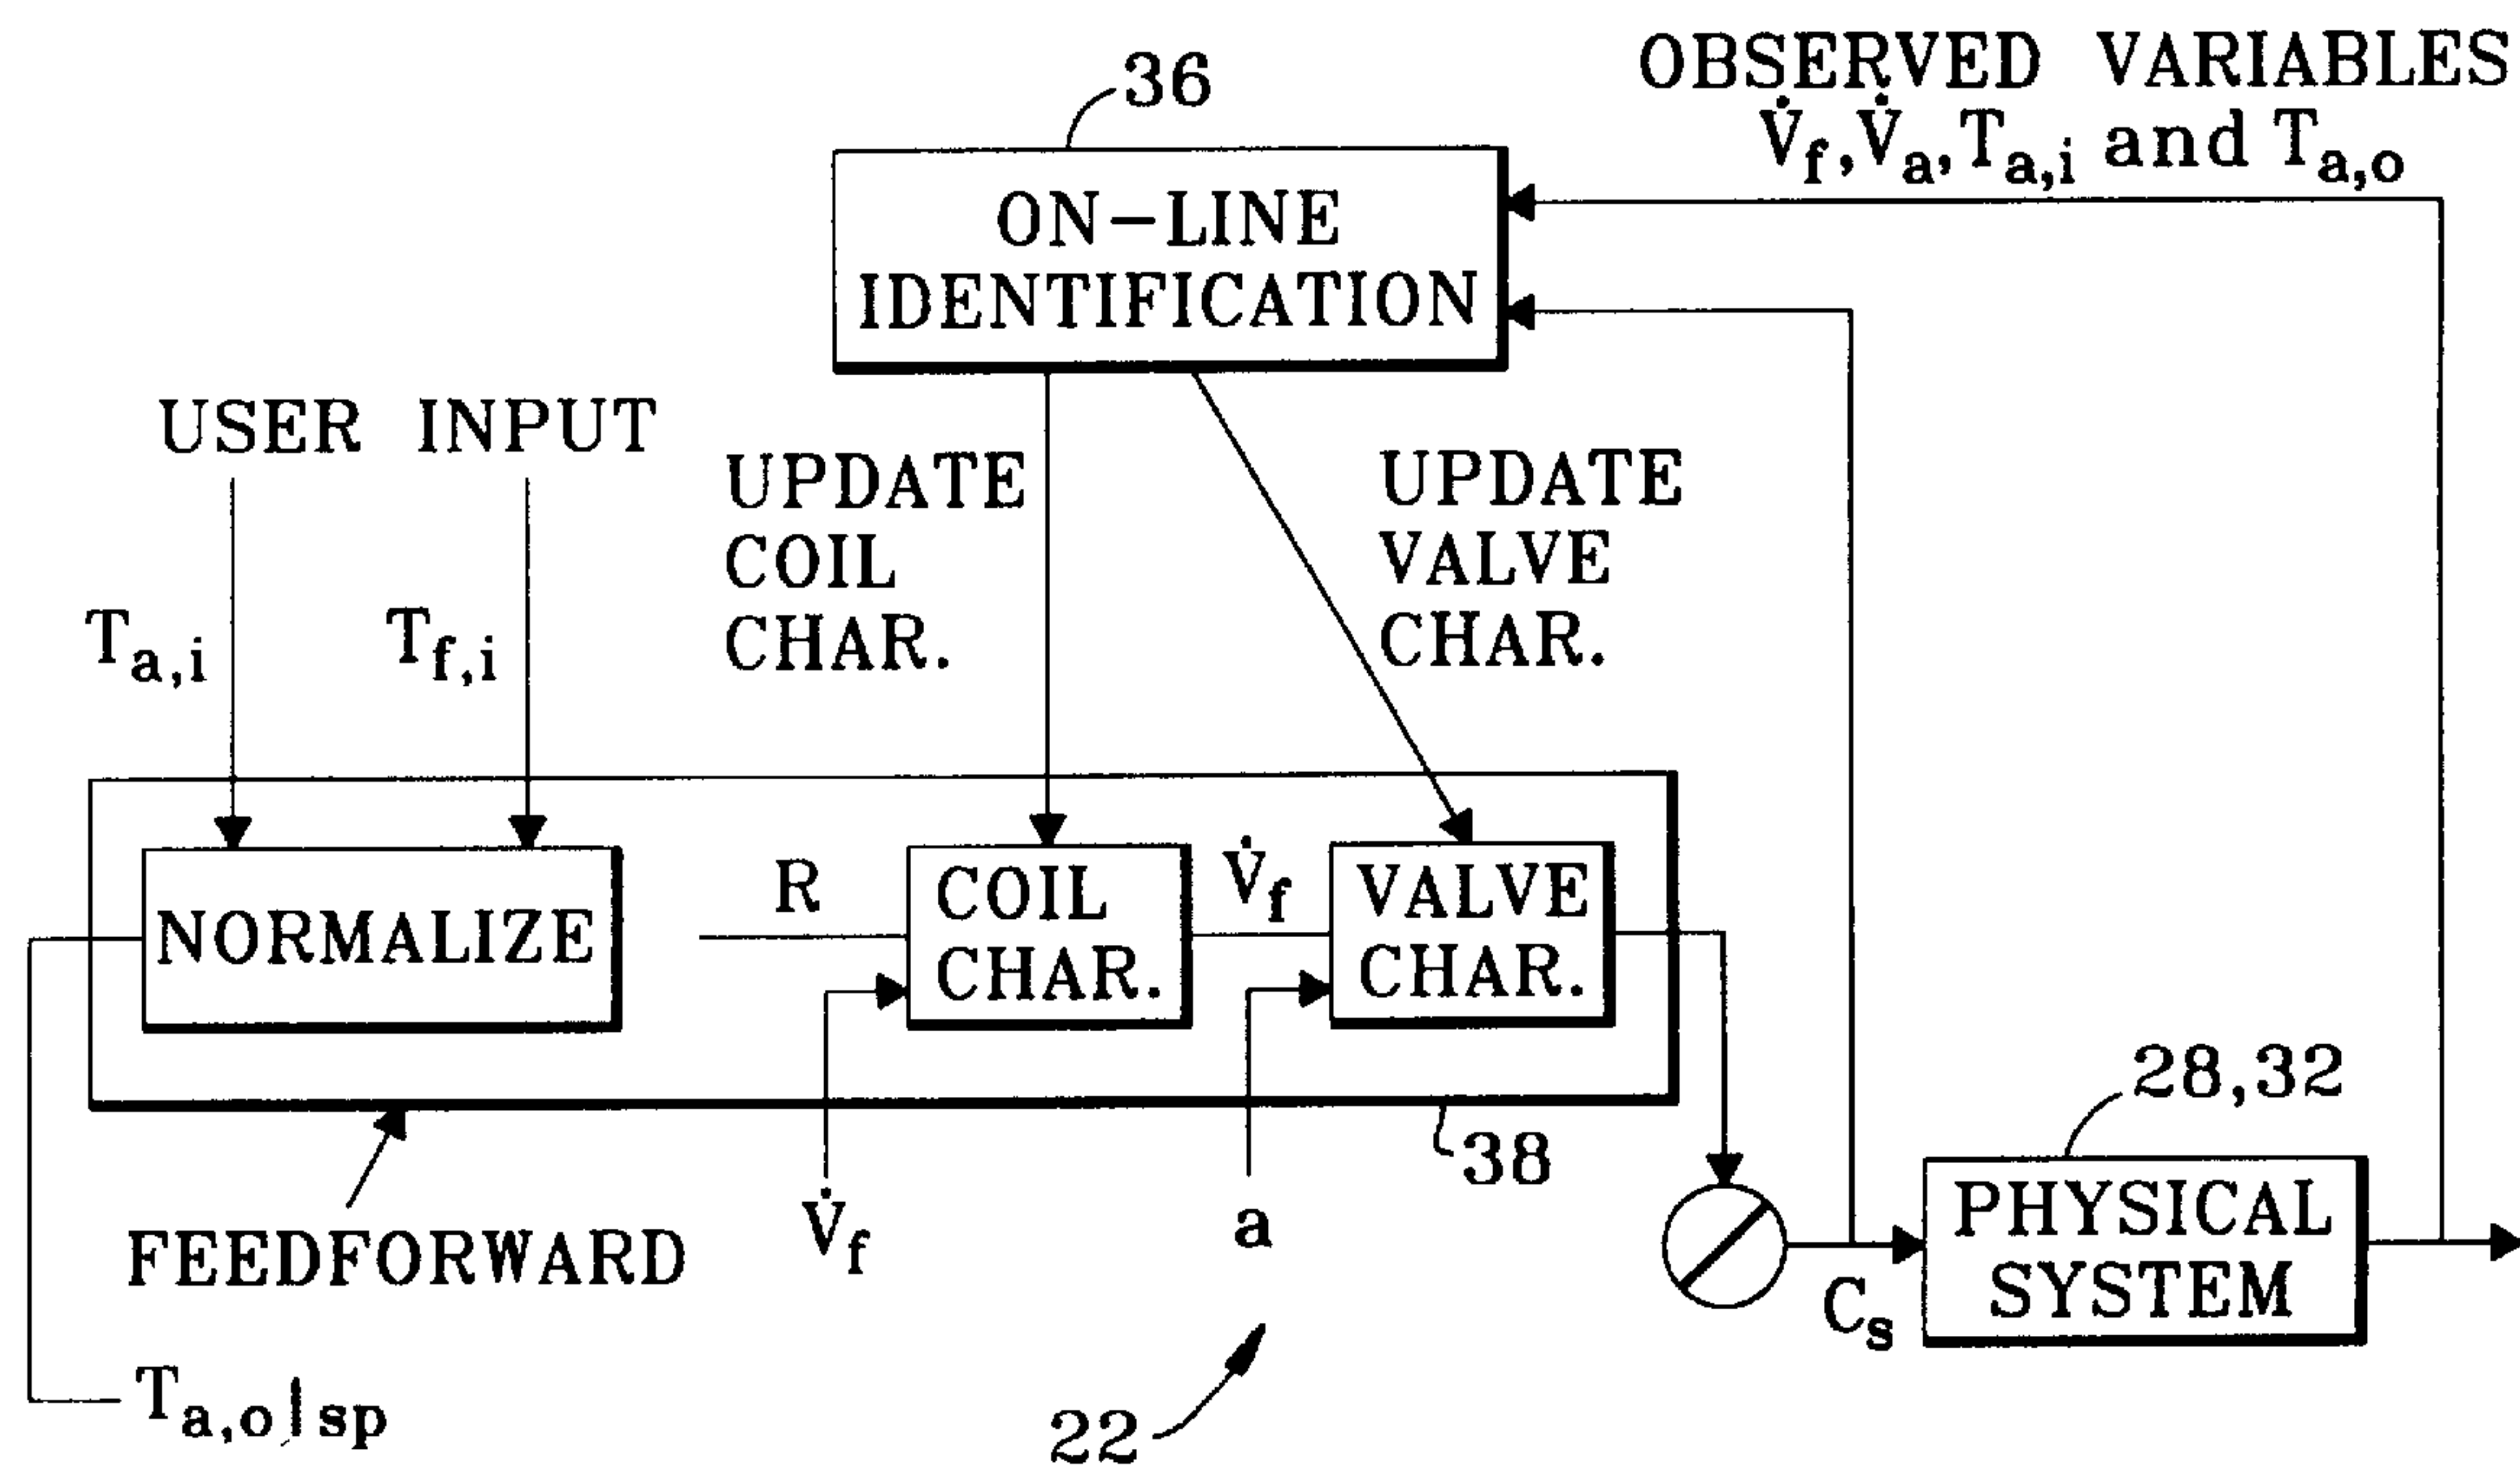 36
OBSERVED VARIABLES
V̇f,V̇a,Ta,i and Ta,o
ON-LINE
IDENTIFICATION
USER INPUT
UPDATE
COIL
CHAR.
UPDATE
VALVE
CHAR.
Ta,i
Tf,i
NORMALIZE
R
COIL
CHAR.
V̇f
VALVE
CHAR.
28,32
38
FEEDFORWARD
V̇f
a
Cs
PHYSICAL
SYSTEM
Ta,o|sp
22